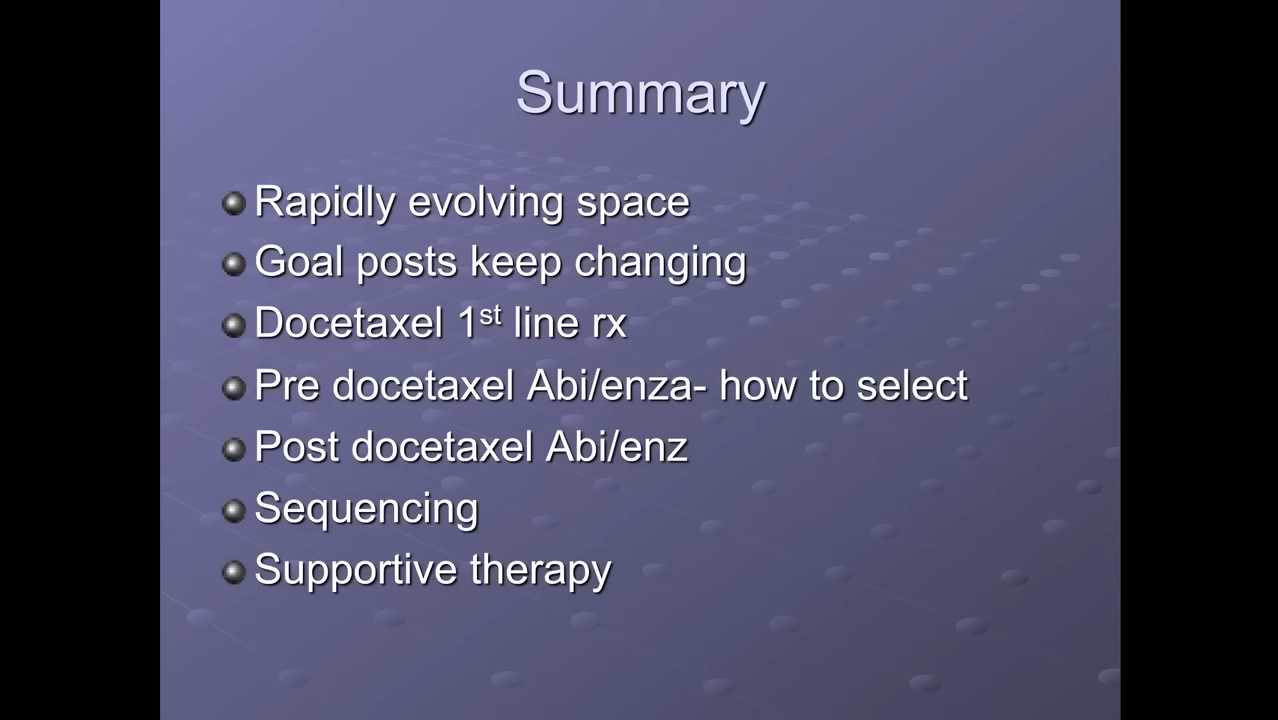 Summary
Rapidly evolving space
Goal posts keep changing
Docetaxel 1st line rx
Pre docetaxel Abi/enza- how to select
Post docetaxel Abi/enz
Sequencing
Supportive therapy